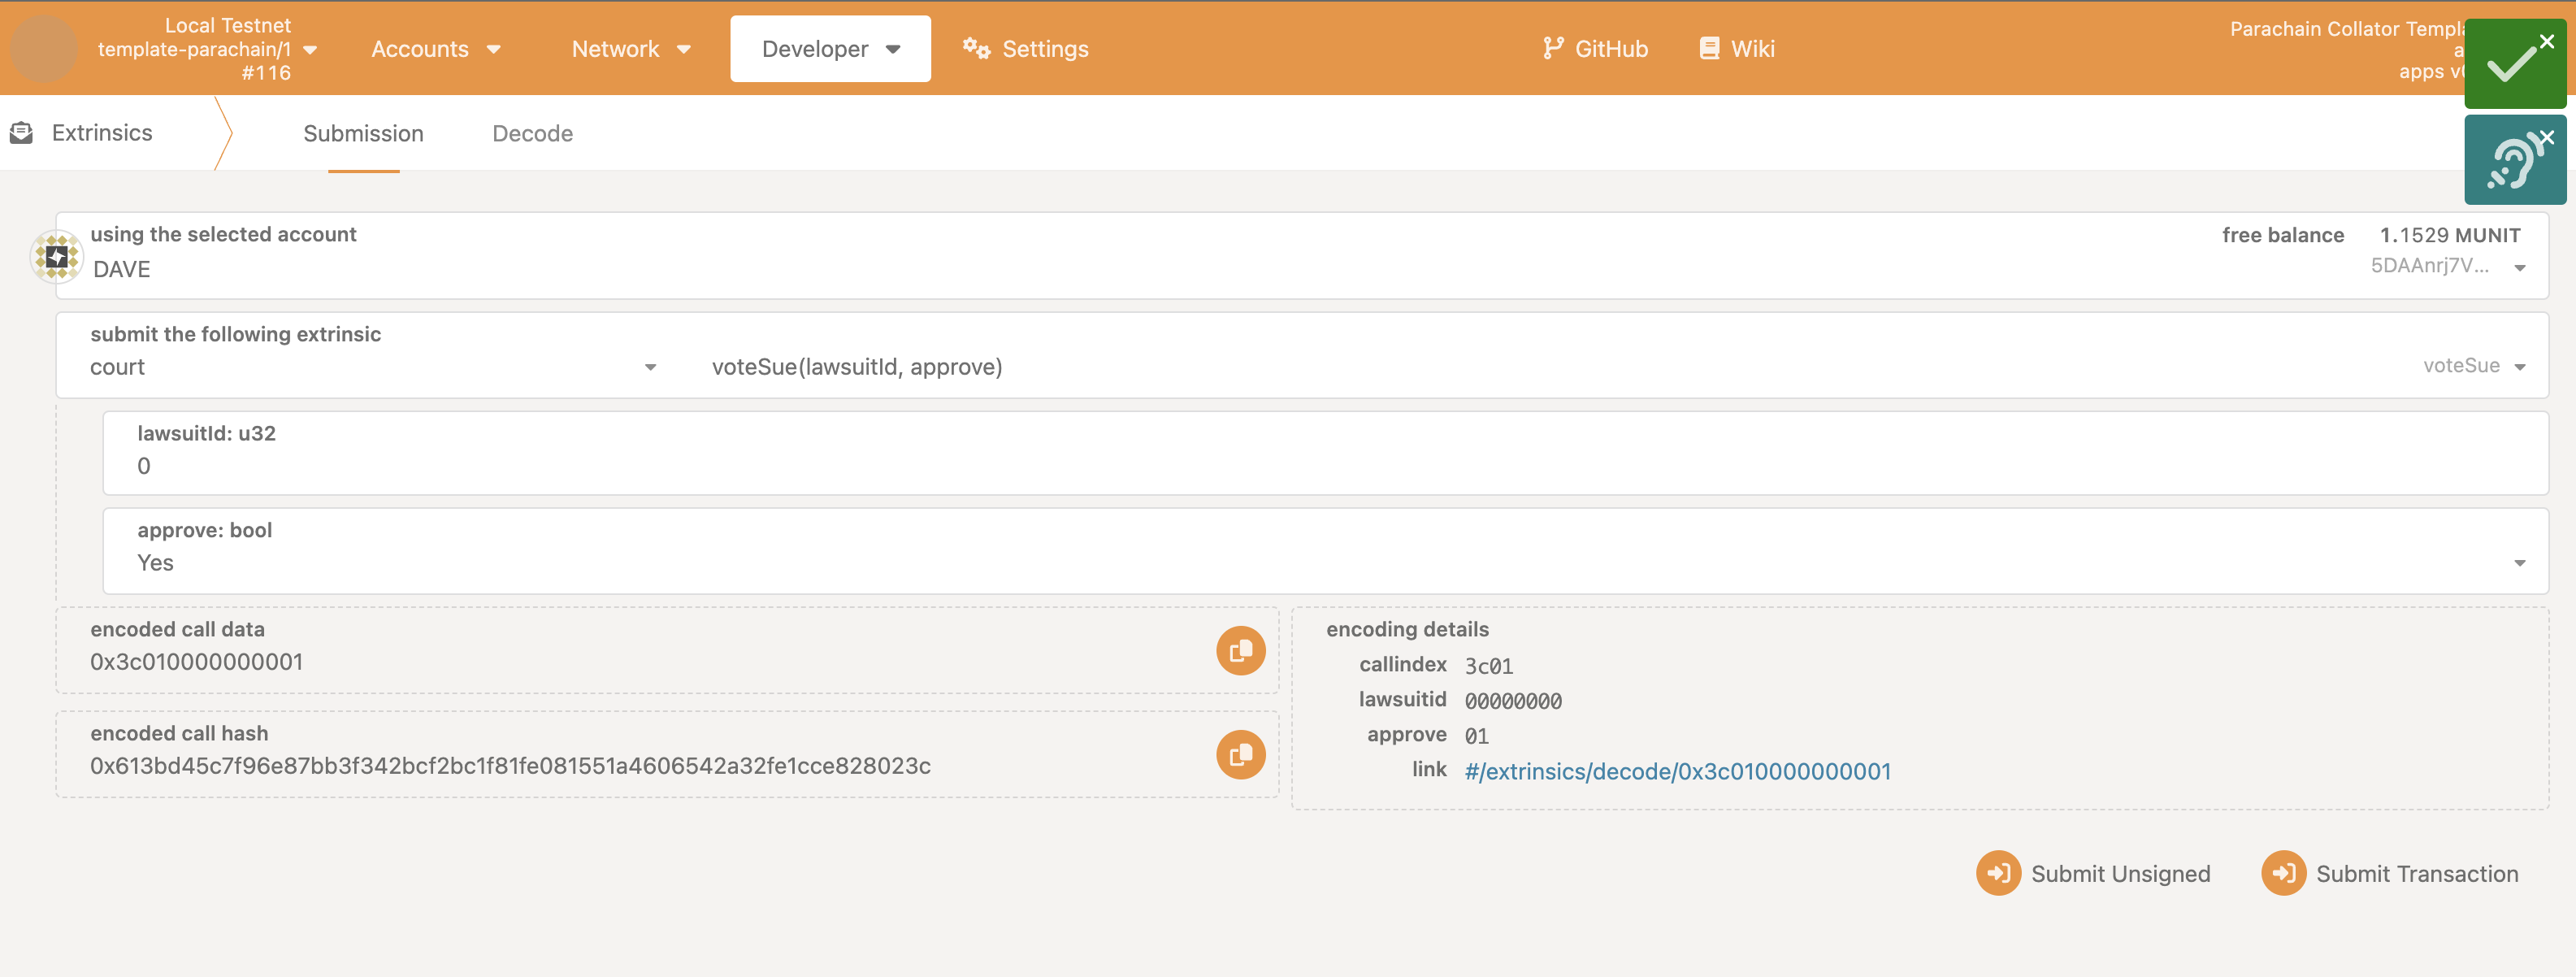 Local Testnet
template-parachain/1
#116
Accounts
Network
Developer
Settings
GitHub
Wiki
Parachain Collator
apps
Extrinsics
Submission
Decode
using the selected account
DAVE
free balance 1.1529 MUNIT
5DAAnrj7V...
submit the following extrinsic
court
voteSue(lawsuitId, approve)
voteSue
lawsuitId: u32
0
approve: bool
Yes
encoded call data
0x3c010000000001
encoded call hash
0x613bd45c7f96e87bb3f342bcf2bc1f81fe081551a4606542a32fe1cce828023c
encoding details
callindex 3c01
lawsuitid 00000000
approve 01
link #/extrinsics/decode/0x3c010000000001
Submit Unsigned
Submit Transaction